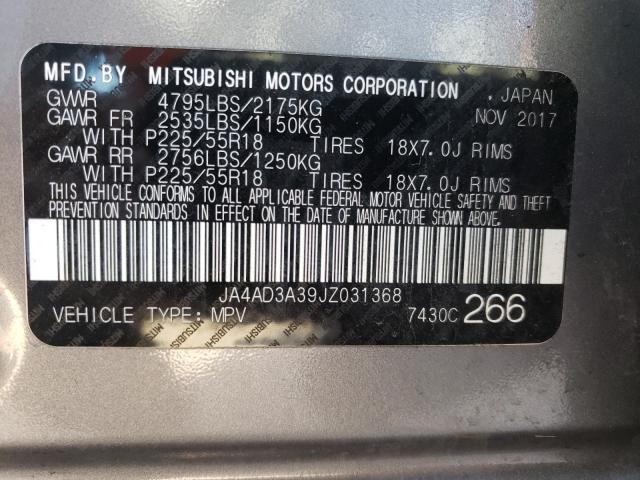 MFD.BY MITSUBISHI MOTORS CORPORATION . JAPAN
GVWR 4795LBS/2175KG NOV 2017
GAWR FR 2535LBS/1150KG
WITH P225/55R18 TIRES 18X7.0J RIMS
GAWR RR 2756LBS/1250KG
WITH P225/55R18 TIRES 18X7.0J RIMS
THIS VEHICLE CONFORMS TO ALL APPLICABLE FEDERAL MOTOR VEHICLE SAFETY AND THEFT
PREVENTION STANDARDS IN EFFECT ON THE DATE OF MANUFACTURE SHOWN ABOVE.
JA4AD3A39JZ031368
VEHICLE TYPE:MPV 7430C 266